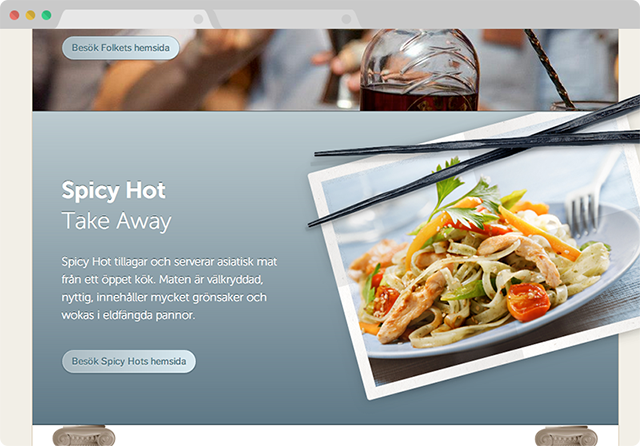 Besök Folkets hemsida
Spicy Hot
Take Away
Spicy Hot tillagar och serverar asiatisk mat
från ett öppet kök. Maten är välkryddad,
nyttig, innehåller mycket grönsaker och
wokas i eldfängda pannor.
Besök Spicy Hots hemsida